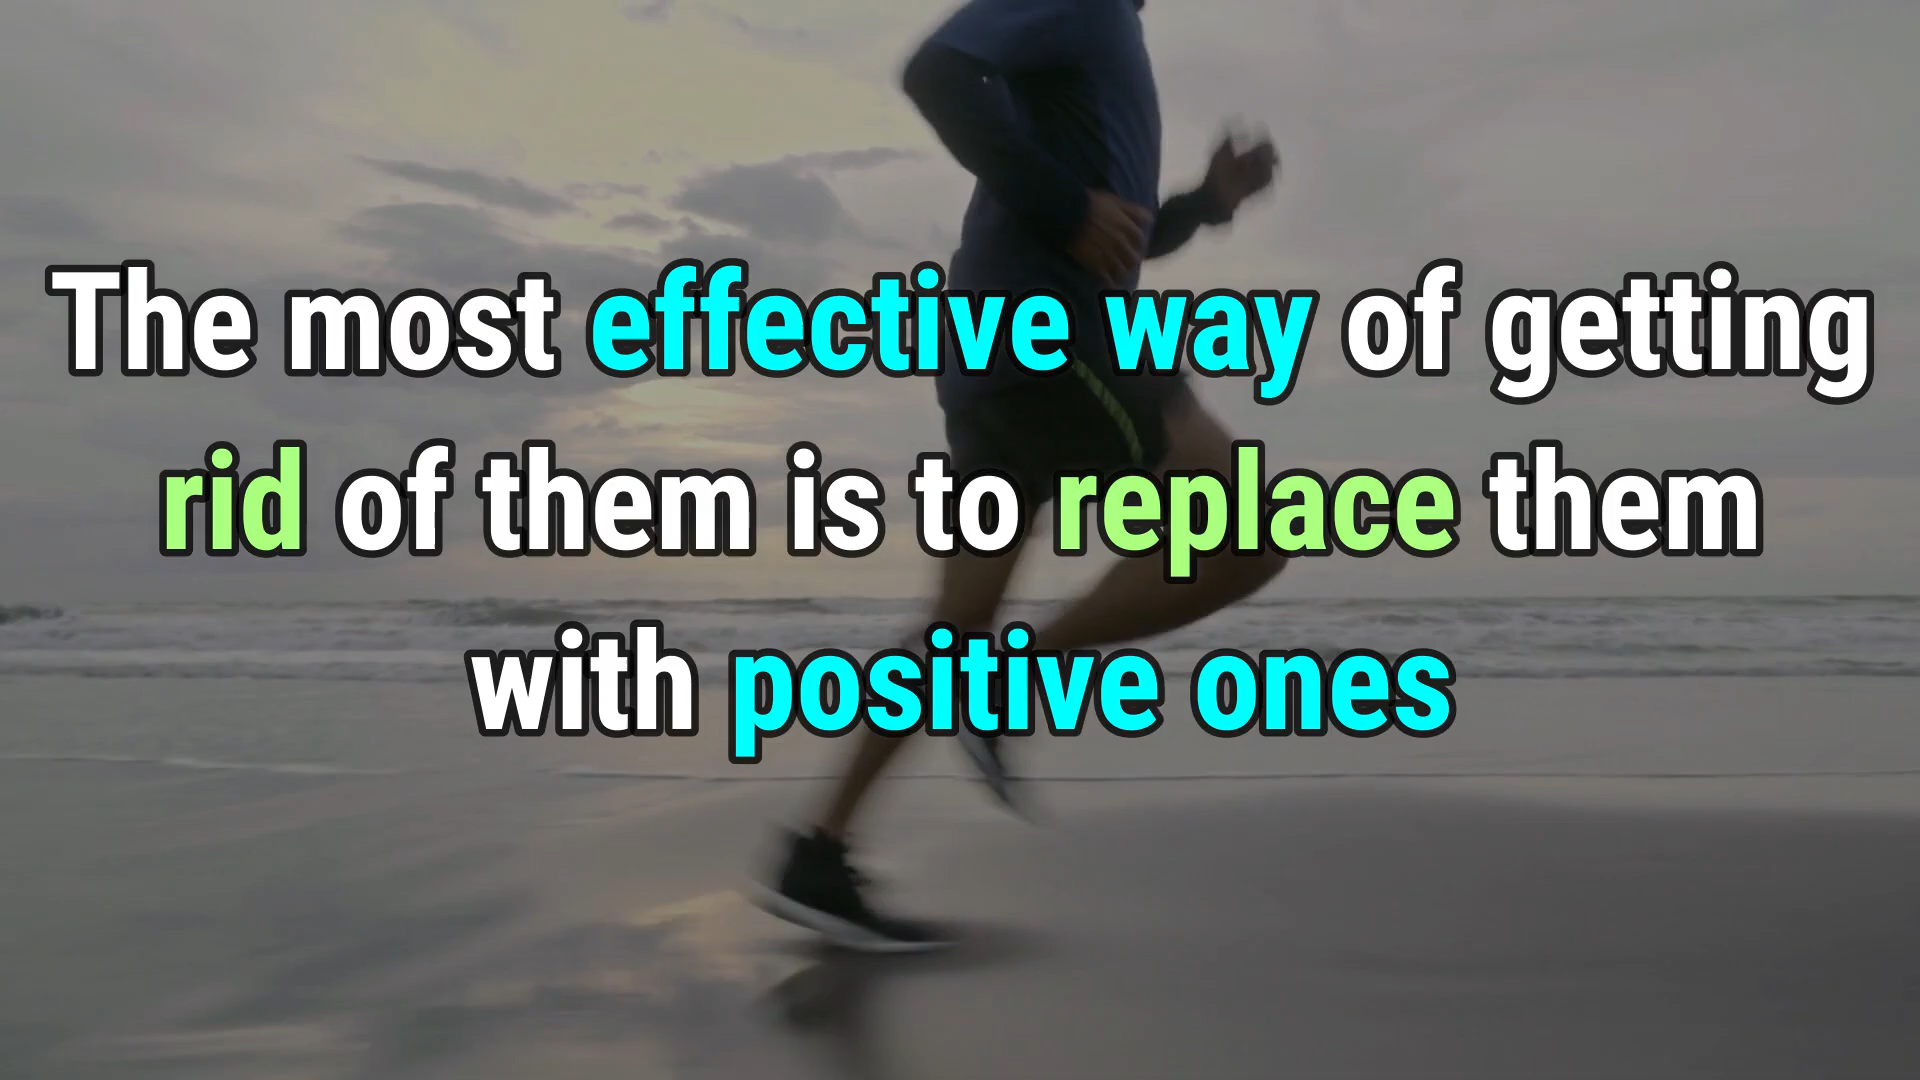 The most effective way of getting
rid of them is to replace them
with positive ones